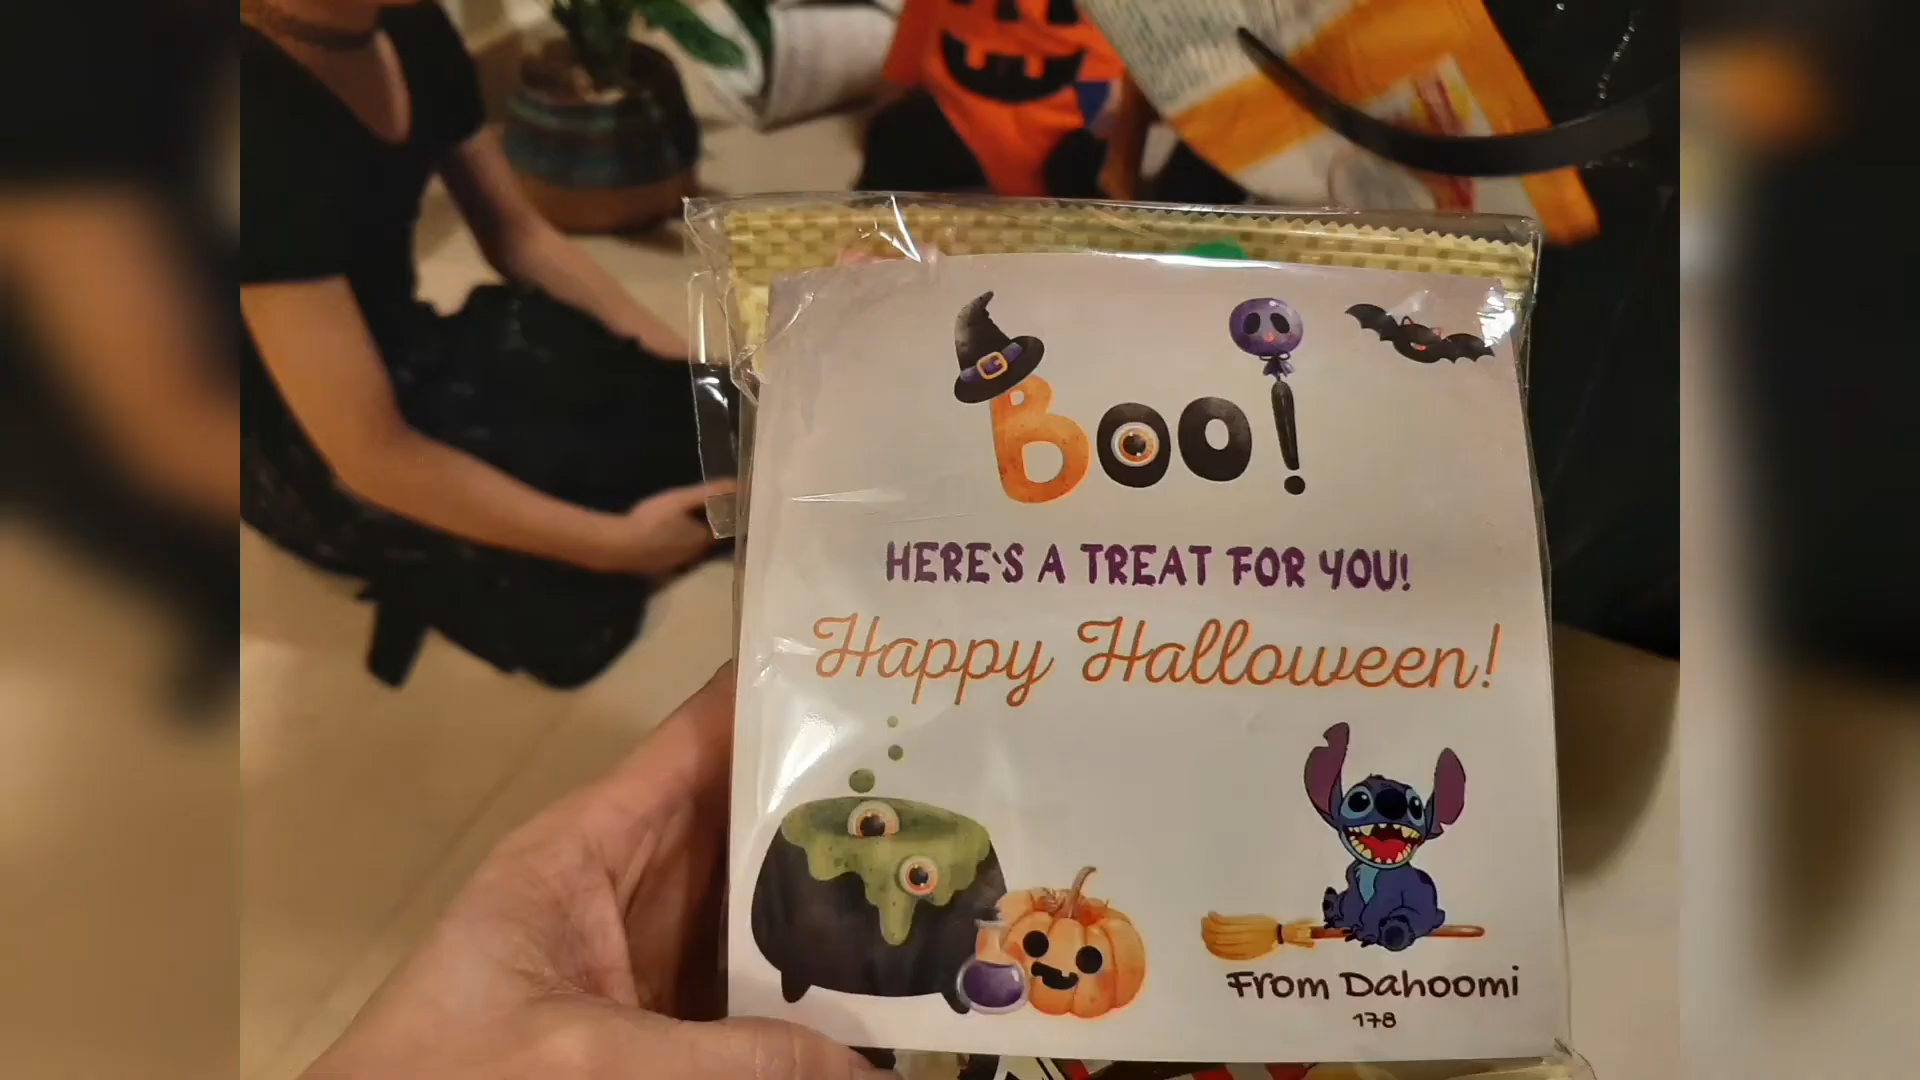 Boo!
HERE'S A TREAT FOR YOU!
Happy Halloween!
From Dahoomi
178